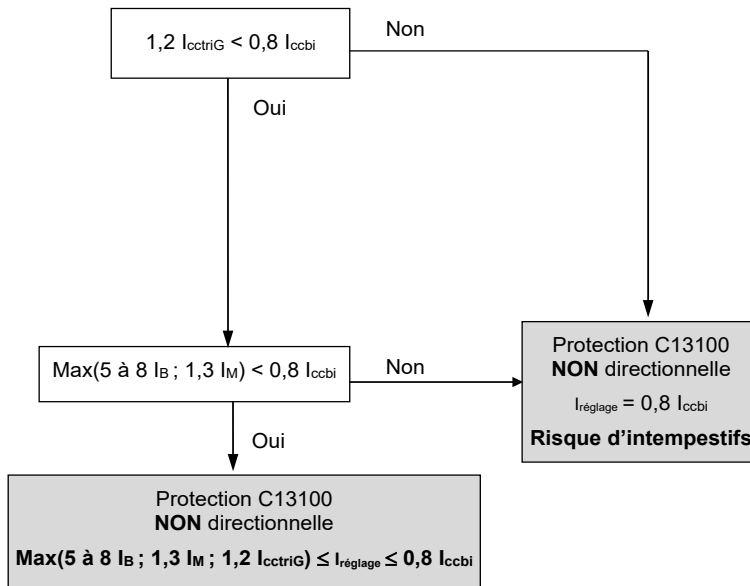 1,2 IcctriG < 0,8 Iccbi
Non
Oui
Max(5 à 8 IB ; 1,3 IM) < 0,8 Iccbi
Non
Protection C13100
NON directionnelle
Iréglage = 0,8 Iccbi
Risque d’intempestifs
Oui
Protection C13100
NON directionnelle
Max(5 à 8 IB ; 1,3 IM ; 1,2 IcctriG) ≤ Iréglage ≤ 0,8 Iccbi